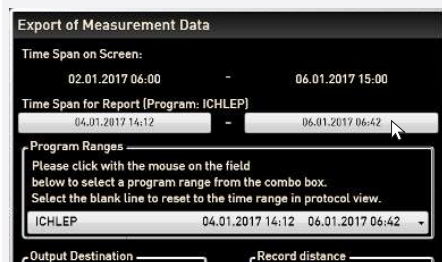 Export of Measurement Data
Time Span on Screen:
02.01.2017 06:00 - 06.01.2017 15:00
Time Span for Report (Program: ICHLEP)
04.01.2017 14:12 - 06.01.2017 06:42
Program Ranges
Please click with the mouse on the field
below to select a program range from the combo box.
Select the blank line to reset to the time range in protocol view.
ICHLEP 04.01.2017 14:12 06.01.2017 06:42
Output Destination Record distance